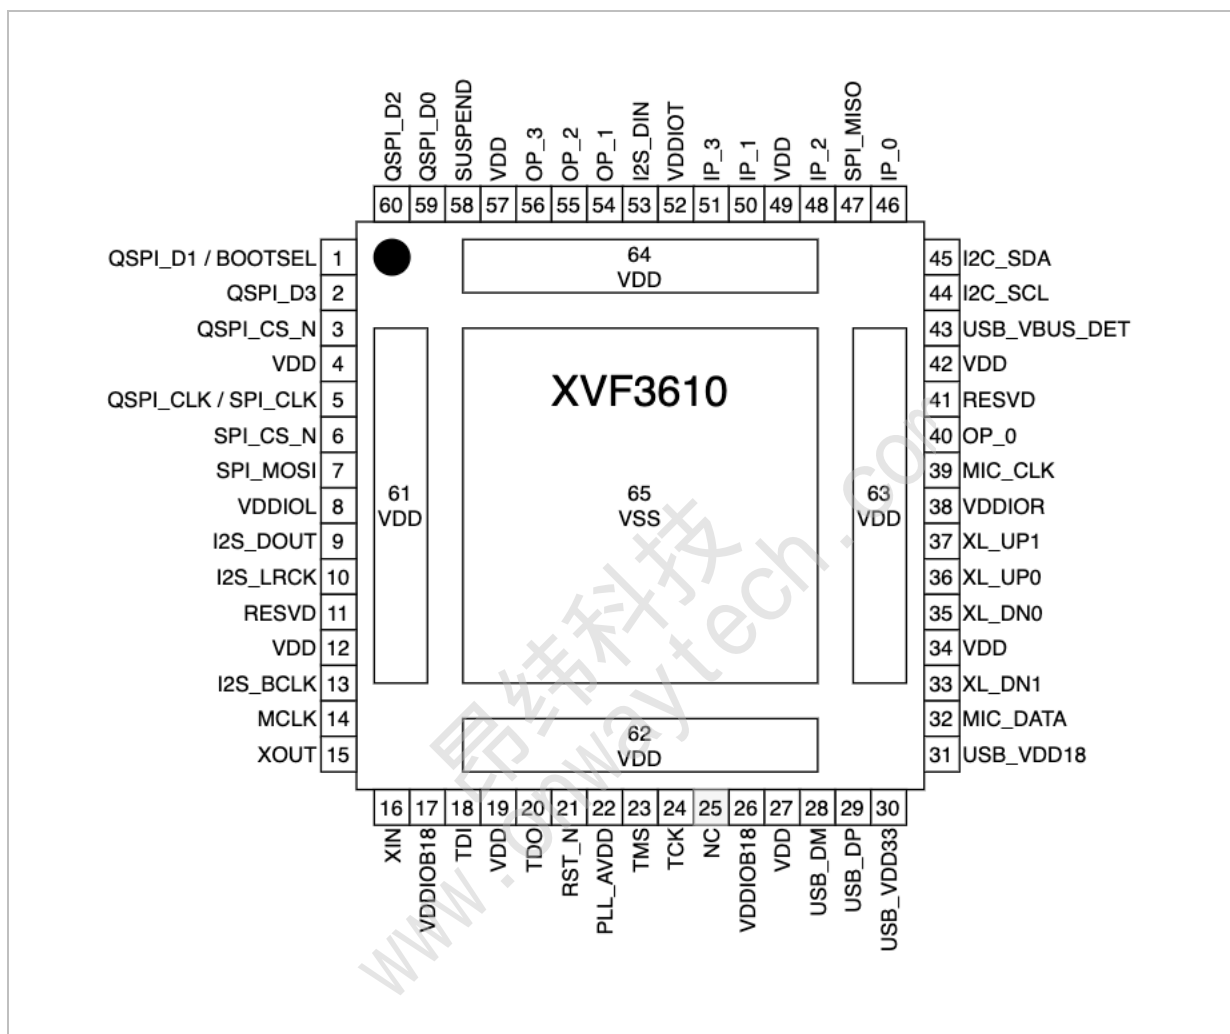 QSPI_D2
QSPI_D0
SUSPEND
VDD
OP_3
OP_2
OP_1
I2S_DIN
VDDIOT
IP_3
IP_1
VDD
IP_2
SPI_MISO
IP_0
60 59 58 57 56 55 54 53 52 51 50 49 48 47 46
QSPI_D1 / BOOTSEL 1
QSPI_D3 2
QSPI_CS_N 3
VDD 4
QSPI_CLK / SPI_CLK 5
SPI_CS_N 6
SPI_MOSI 7
VDDIOL 8
I2S_DOUT 9
I2S_LRCK 10
RESVD 11
VDD 12
I2S_BCLK 13
MCLK 14
XOUT 15
64
VDD
XVF3610
61
VDD
65
VSS
63
VDD
62
VDD
45 I2C_SDA
44 I2C_SCL
43 USB_VBUS_DET
42 VDD
41 RESVD
40 OP_0
39 MIC_CLK
38 VDDIOR
37 XL_UP1
36 XL_UP0
35 XL_DN0
34 VDD
33 XL_DN1
32 MIC_DATA
31 USB_VDD18
16 17 18 19 20 21 22 23 24 25 26 27 28 29 30
XIN
VDDIOB18
TDI
VDD
TDO
RST_N
PLL_AVDD
TMS
TCK
NC
VDDIOB18
VDD
USB_DM
USB_DP
USB_VDD33
昂纬科技
www.onwaytech.com